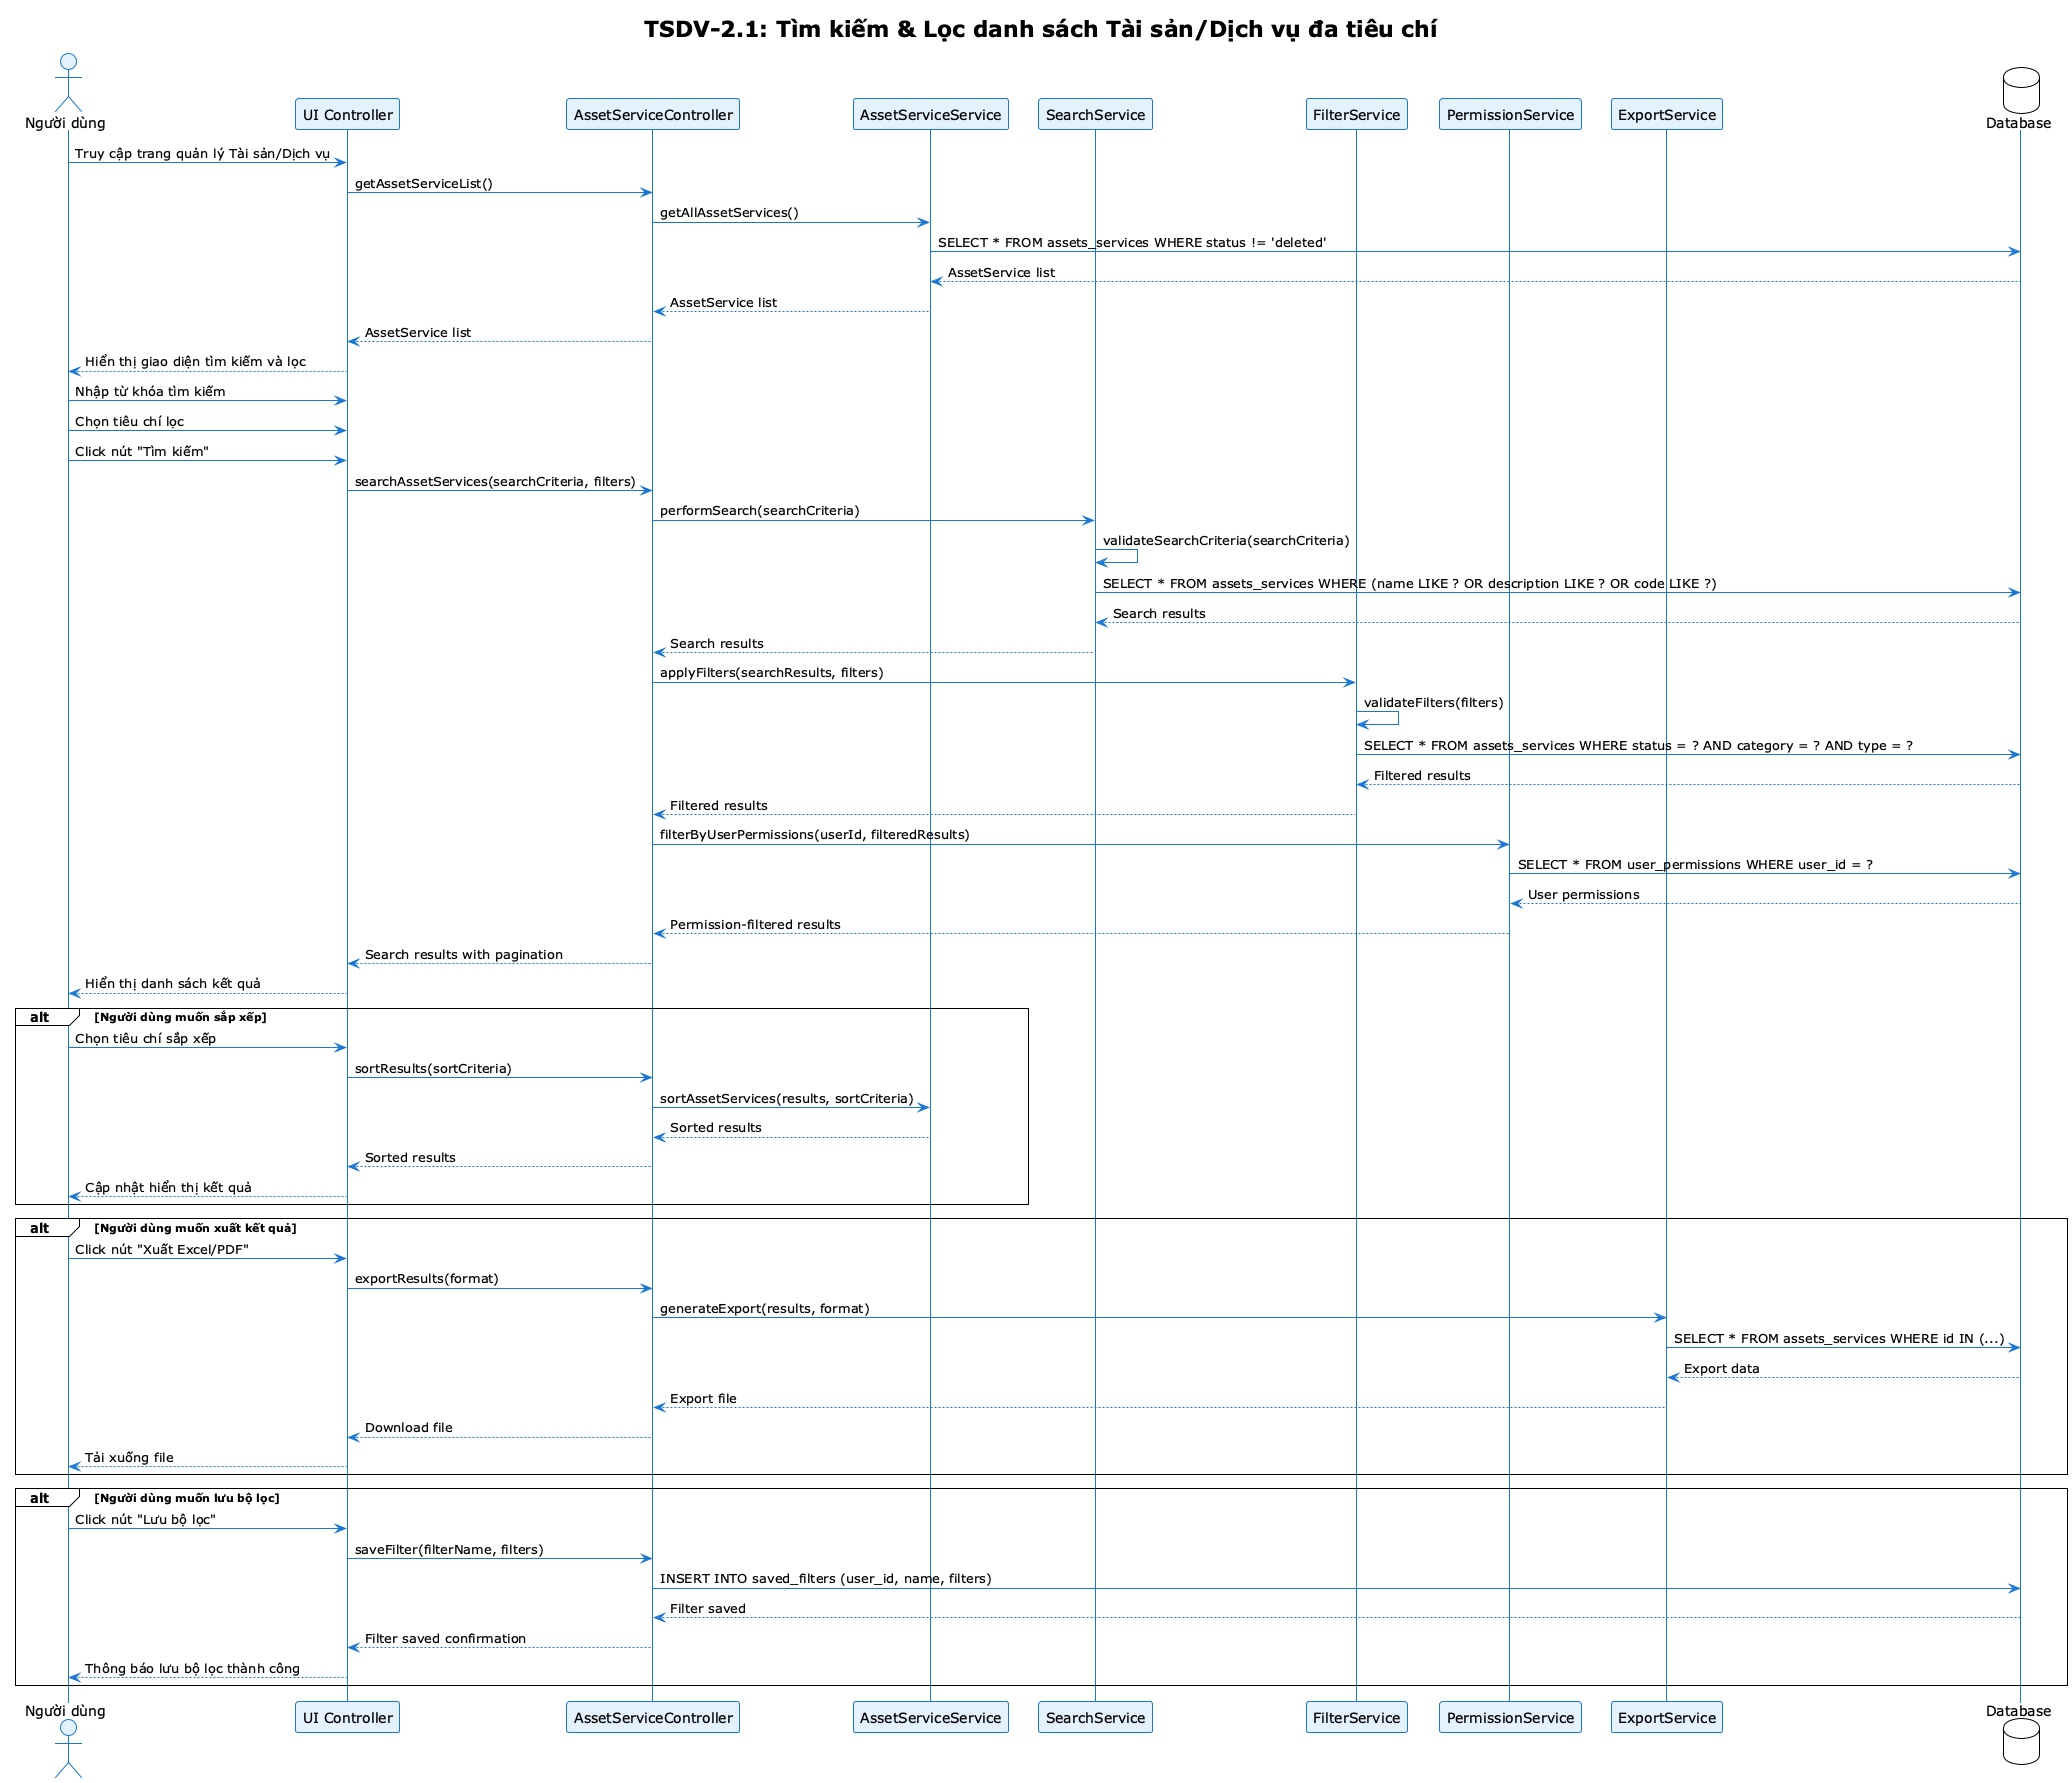 TSDV-2.1: Tìm kiếm & Lọc danh sách Tài sản/Dịch vụ đa tiêu chí
Người dùng
UI Controller
AssetServiceController
AssetServiceService
SearchService
FilterService
PermissionService
ExportService
Database
Truy cập trang quản lý Tài sản/Dịch vụ
getAssetServiceList()
getAllAssetServices()
SELECT * FROM assets_services WHERE status != 'deleted'
AssetService list
AssetService list
AssetService list
Hiển thị giao diện tìm kiếm và lọc
Nhập từ khóa tìm kiếm
Chọn tiêu chí lọc
Click nút "Tìm kiếm"
searchAssetServices(searchCriteria, filters)
performSearch(searchCriteria)
validateSearchCriteria(searchCriteria)
SELECT * FROM assets_services WHERE (name LIKE ? OR description LIKE ? OR code LIKE ?)
Search results
Search results
applyFilters(searchResults, filters)
validateFilters(filters)
SELECT * FROM assets_services WHERE status = ? AND category = ? AND type = ?
Filtered results
Filtered results
filterByUserPermissions(userId, filteredResults)
SELECT * FROM user_permissions WHERE user_id = ?
User permissions
Permission-filtered results
Search results with pagination
Hiển thị danh sách kết quả
alt [Người dùng muốn sắp xếp]
Chọn tiêu chí sắp xếp
sortResults(sortCriteria)
sortAssetServices(results, sortCriteria)
Sorted results
Sorted results
Cập nhật hiển thị kết quả
alt [Người dùng muốn xuất kết quả]
Click nút "Xuất Excel/PDF"
exportResults(format)
generateExport(results, format)
SELECT * FROM assets_services WHERE id IN (...)
Export data
Export file
Download file
Tải xuống file
alt [Người dùng muốn lưu bộ lọc]
Click nút "Lưu bộ lọc"
saveFilter(filterName, filters)
INSERT INTO saved_filters (user_id, name, filters)
Filter saved
Filter saved confirmation
Thông báo lưu bộ lọc thành công
Người dùng
UI Controller
AssetServiceController
AssetServiceService
SearchService
FilterService
PermissionService
ExportService
Database